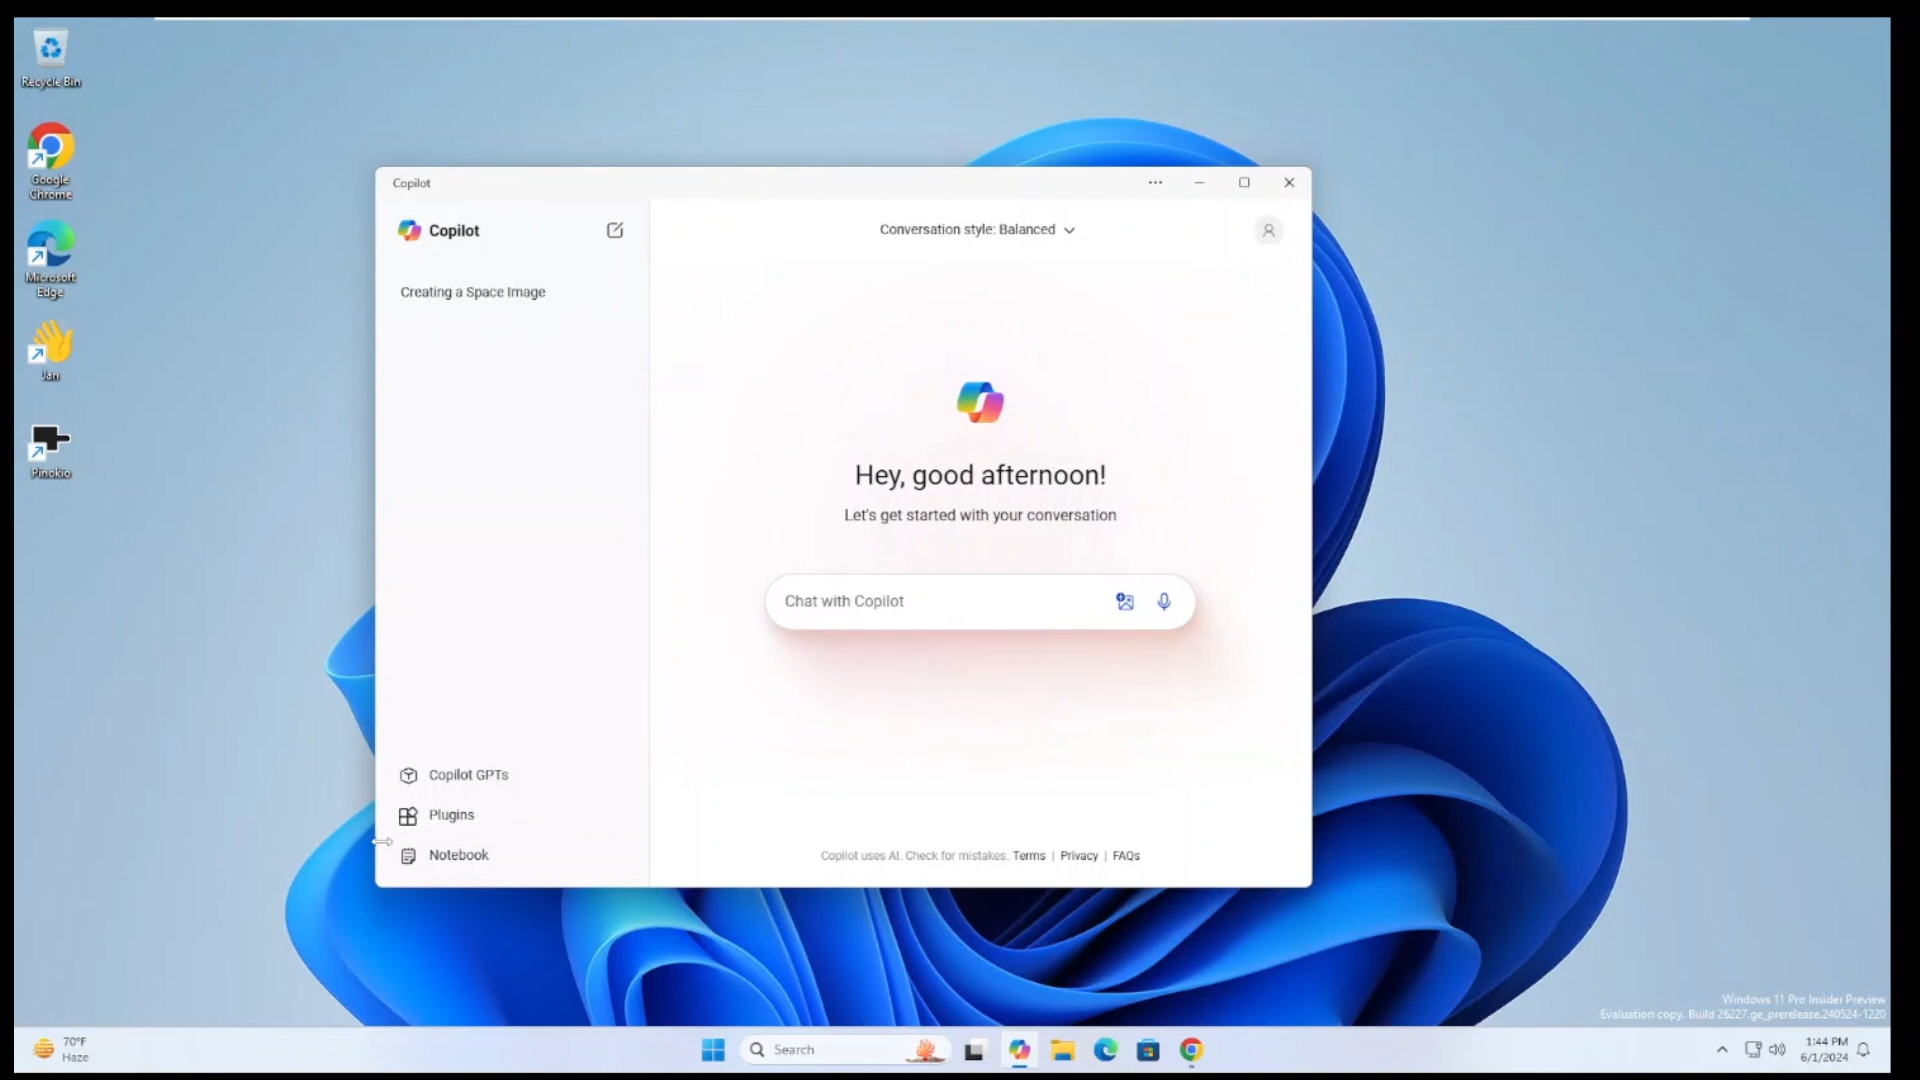 Recycle Bin
Google
Chrome
Microsoft
Edge
Jan
Pinokio
Copilot
Copilot
Conversation style: Balanced
Creating a Space Image
Hey, good afternoon!
Let's get started with your conversation
Chat with Copilot
Copilot GPTs
Plugins
Notebook
Copilot uses AI. Check for mistakes. Terms | Privacy | FAQs
Windows 11 Pro Insider Preview
Evaluation copy. Build 26227.ge_prerelease.240524-1220
70°F
Haze
Search
1:44 PM
6/1/2024